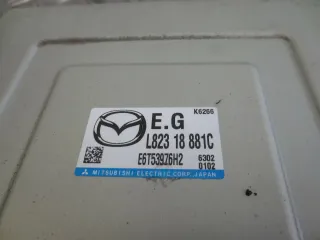 K6266
E.G
L823 18 881C
E6T539Z6H2 6302
0102
MITSUBISHI ELECTRIC CORP. JAPAN